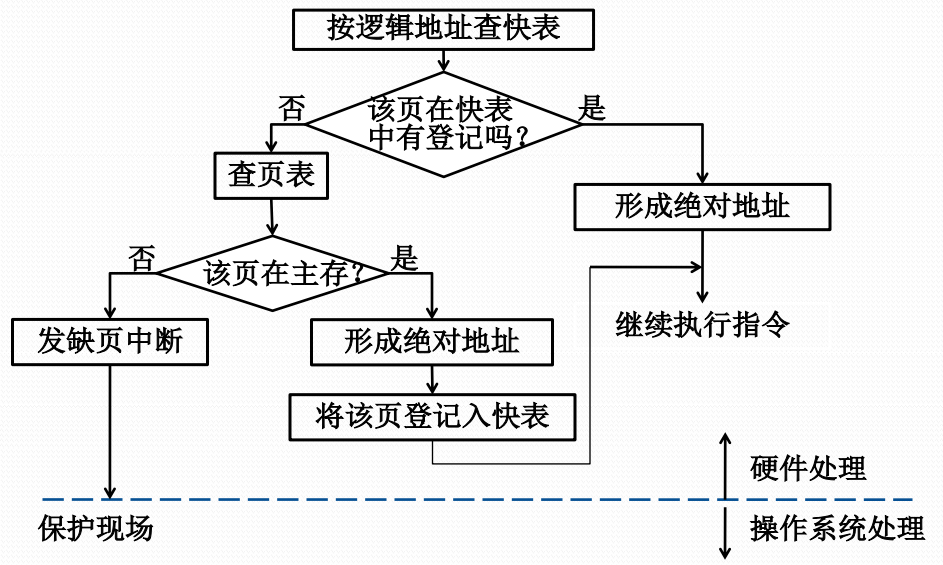 按逻辑地址查快表
否
该页在快表
中有登记吗？
是
查页表
形成绝对地址
否
该页在主存？
是
继续执行指令
发缺页中断
形成绝对地址
将该页登记入快表
硬件处理
保护现场
操作系统处理